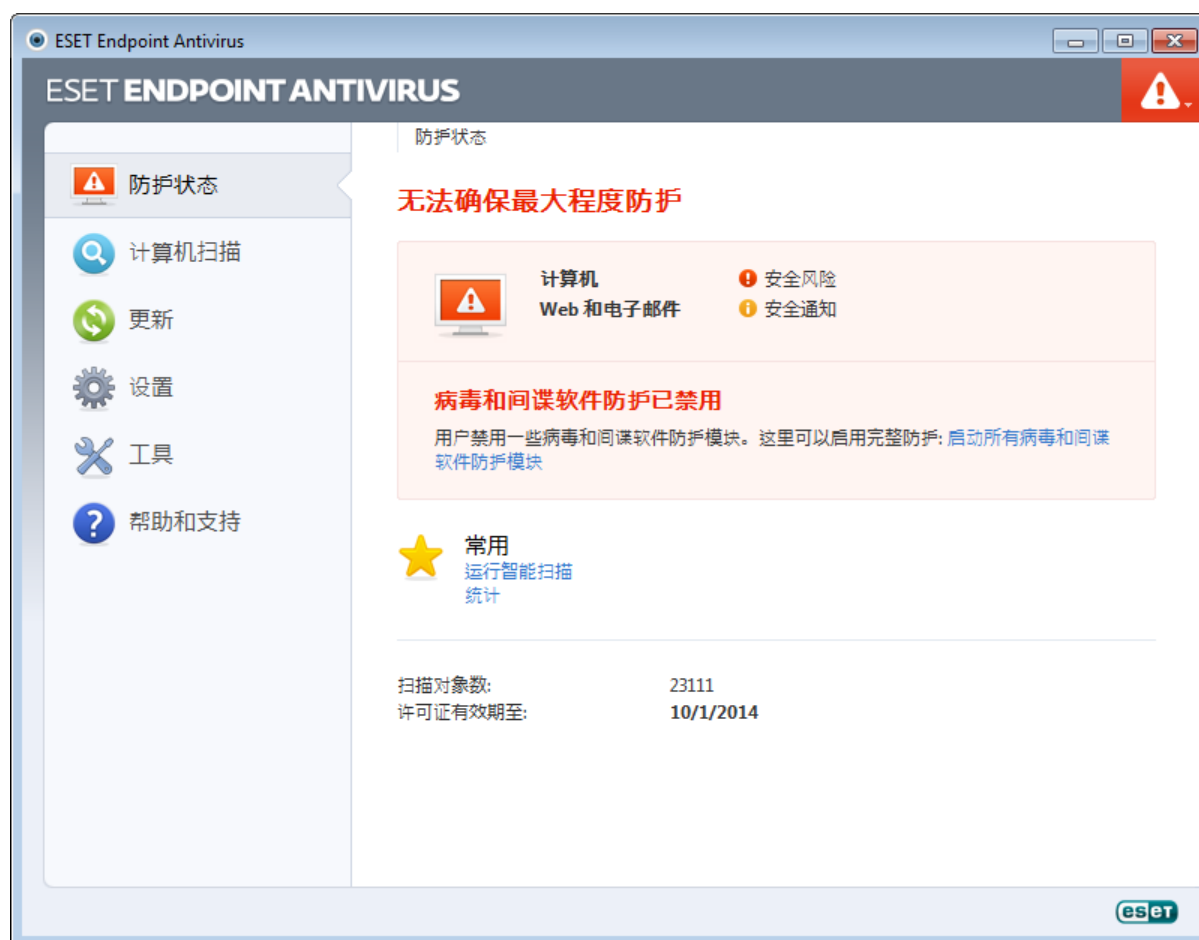 ESET Endpoint Antivirus
ESET ENDPOINT ANTIVIRUS
防护状态
防护状态
计算机扫描
更新
设置
工具
帮助和支持
无法确保最大程度防护
计算机 安全风险
Web 和电子邮件 安全通知
病毒和间谍软件防护已禁用
用户禁用一些病毒和间谍软件防护模块。这里可以启用完整防护: 启动所有病毒和间谍
软件防护模块
常用
运行智能扫描
统计
扫描对象数: 23111
许可证有效期至: 10/1/2014
eseT